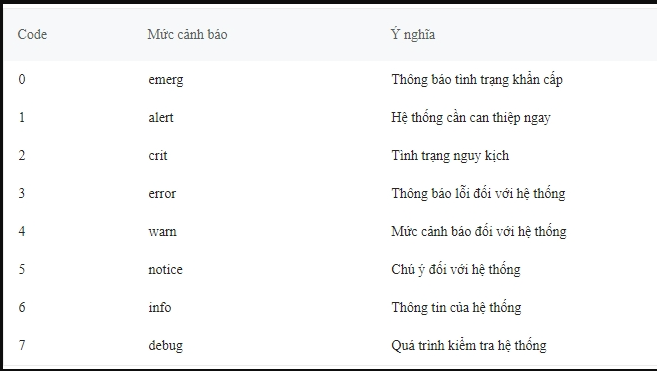 Code Mức cảnh báo Ý nghĩa
0 emerg Thông báo tình trạng khẩn cấp
1 alert Hệ thống cần can thiệp ngay
2 crit Tình trạng nguy kịch
3 error Thông báo lỗi đối với hệ thống
4 warn Mức cảnh báo đối với hệ thống
5 notice Chú ý đối với hệ thống
6 info Thông tin của hệ thống
7 debug Quá trình kiểm tra hệ thống